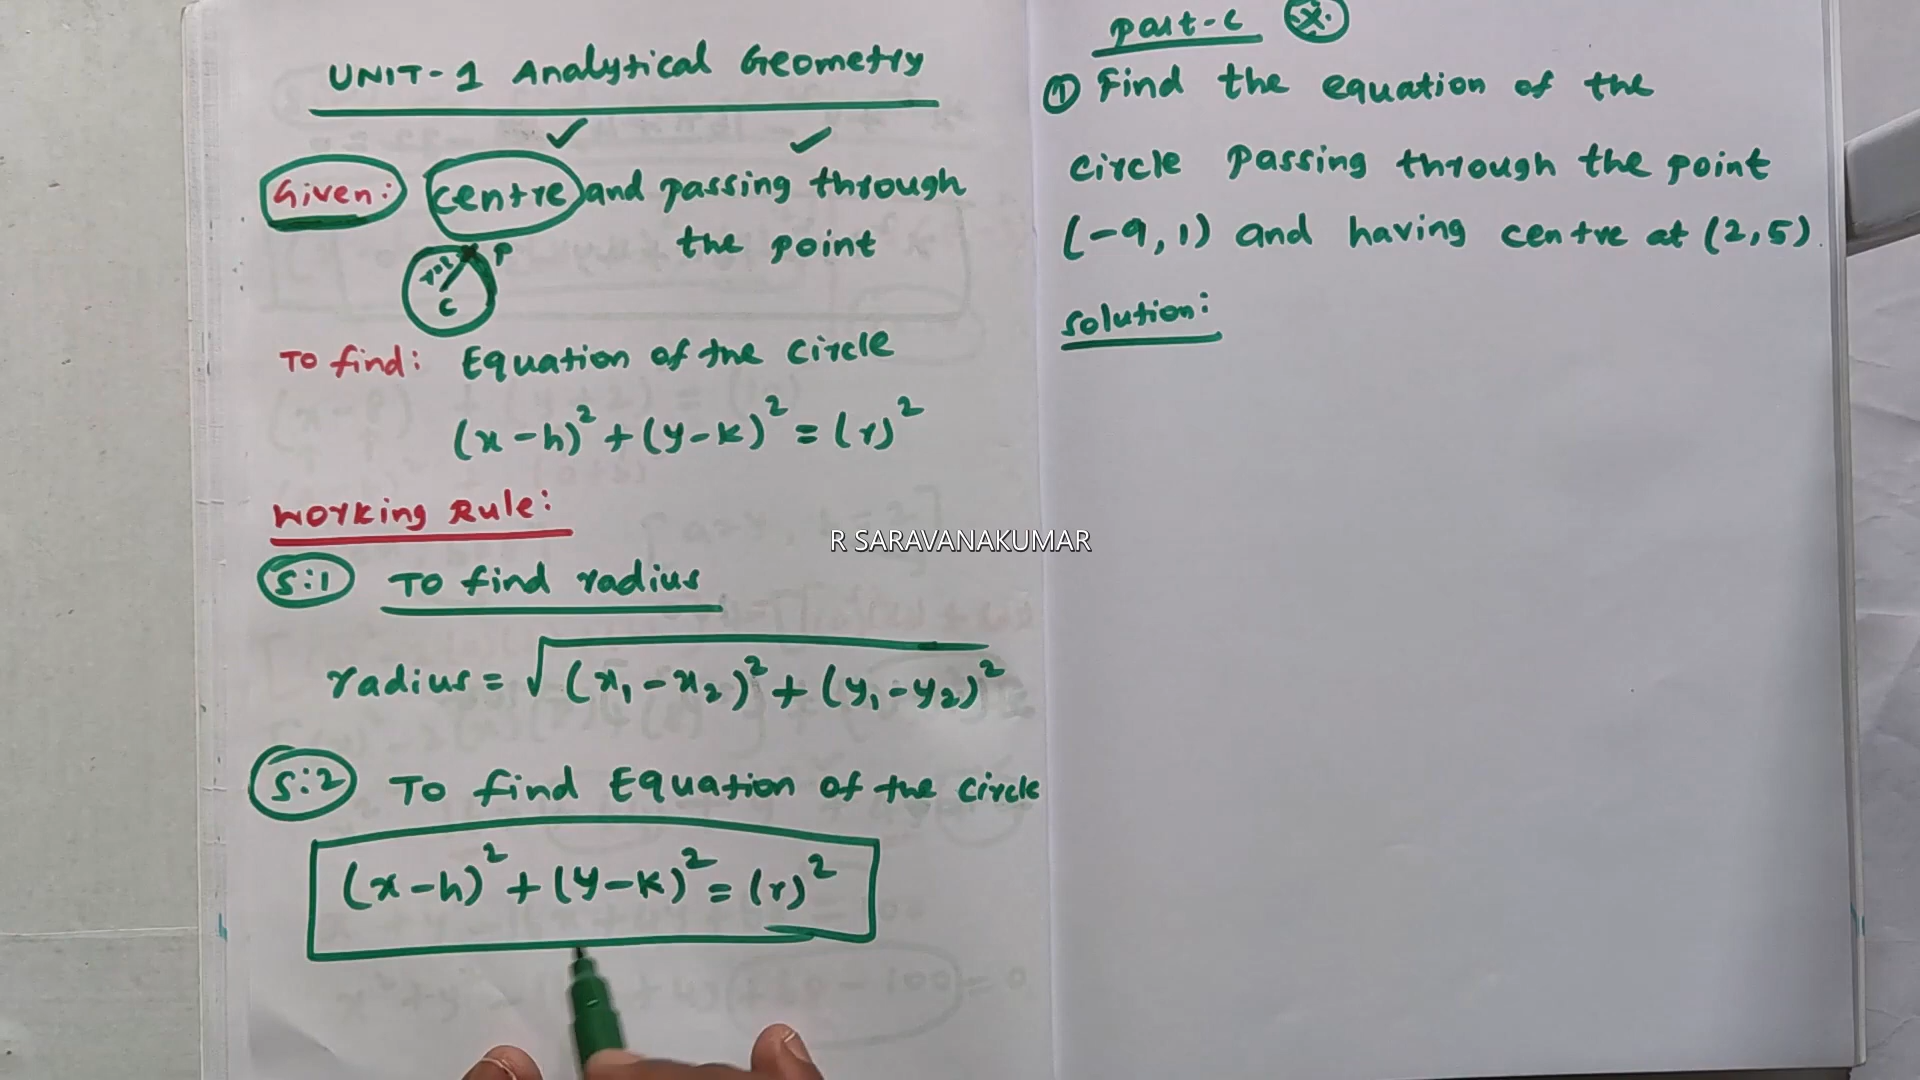 UNIT-1 Analytical Geometry
Given: centre and passing through
the point
P
C
To find: Equation of the circle
(x-h)² + (y-k)² = (r)²
Working Rule:
S:1 To find radius
radius = √(x₁-x₂)² + (y₁-y₂)²
S:2 To find Equation of the circle
(x-h)² + (y-k)² = (r)²
Part-C
① Find the equation of the
circle passing through the point
(-9,1) and having centre at (2,5).
Solution:
R SARAVANAKUMAR